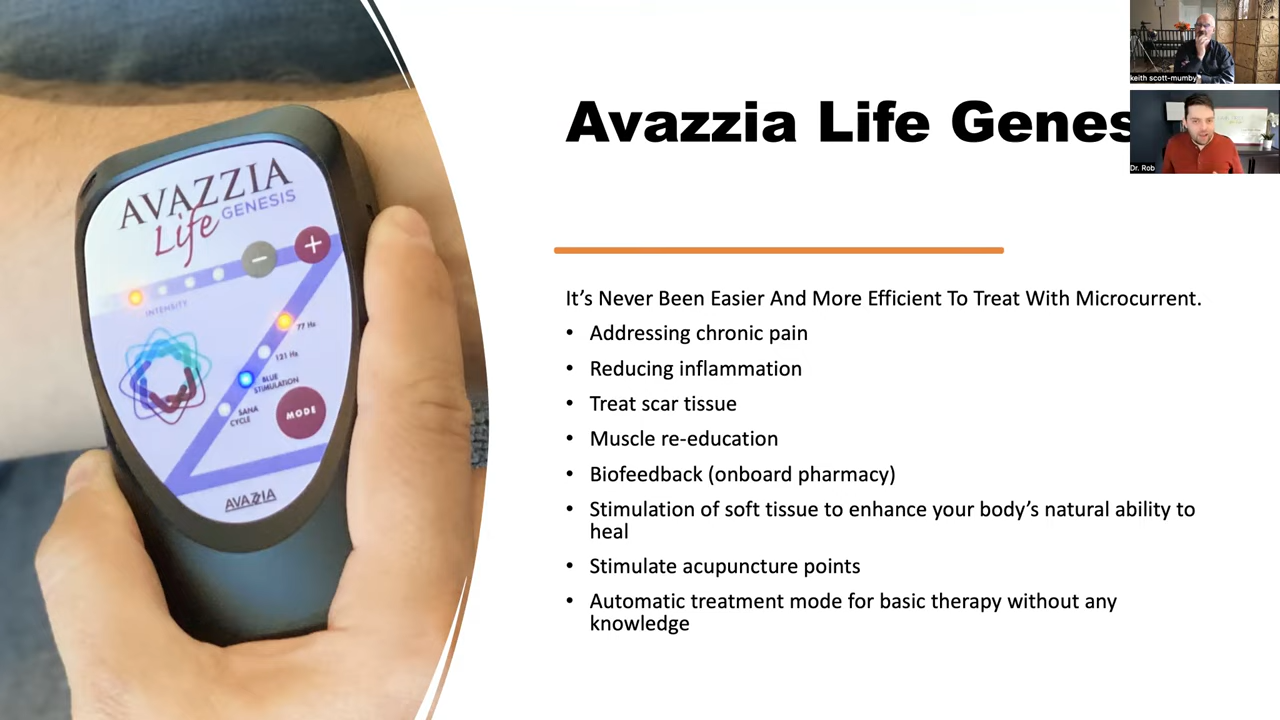 Avazzia Life Genes
keith scott-mumby
Dr. Rob
AVAZZIA
Life GENESIS
INTENSITY
77 Hz
121 Hz
BLUE
STIMULATION
SANA
CYCLE
MODE
AVAZZIA
It’s Never Been Easier And More Efficient To Treat With Microcurrent.
• Addressing chronic pain
• Reducing inflammation
• Treat scar tissue
• Muscle re-education
• Biofeedback (onboard pharmacy)
• Stimulation of soft tissue to enhance your body’s natural ability to
heal
• Stimulate acupuncture points
• Automatic treatment mode for basic therapy without any
knowledge